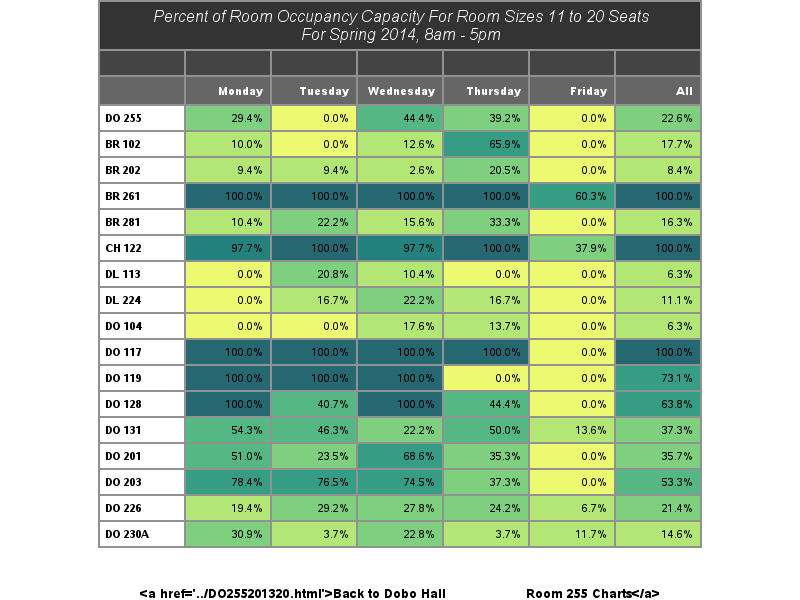 Percent of Room Occupancy Capacity For Room Sizes 11 to 20 Seats
For Spring 2014, 8am - 5pm
Monday Tuesday Wednesday Thursday Friday All
DO 255 29.4% 0.0% 44.4% 39.2% 0.0% 22.6%
BR 102 10.0% 0.0% 12.6% 65.9% 0.0% 17.7%
BR 202 9.4% 9.4% 2.6% 20.5% 0.0% 8.4%
BR 261 100.0% 100.0% 100.0% 100.0% 60.3% 100.0%
BR 281 10.4% 22.2% 15.6% 33.3% 0.0% 16.3%
CH 122 97.7% 100.0% 97.7% 100.0% 37.9% 100.0%
DL 113 0.0% 20.8% 10.4% 0.0% 0.0% 6.3%
DL 224 0.0% 16.7% 22.2% 16.7% 0.0% 11.1%
DO 104 0.0% 0.0% 17.6% 13.7% 0.0% 6.3%
DO 117 100.0% 100.0% 100.0% 100.0% 0.0% 100.0%
DO 119 100.0% 100.0% 100.0% 0.0% 0.0% 73.1%
DO 128 100.0% 40.7% 100.0% 44.4% 0.0% 63.8%
DO 131 54.3% 46.3% 22.2% 50.0% 13.6% 37.3%
DO 201 51.0% 23.5% 68.6% 35.3% 0.0% 35.7%
DO 203 78.4% 76.5% 74.5% 37.3% 0.0% 53.3%
DO 226 19.4% 29.2% 27.8% 24.2% 6.7% 21.4%
DO 230A 30.9% 3.7% 22.8% 3.7% 11.7% 14.6%
<a href='../DO255201320.html'>Back to Dobo Hall Room 255 Charts</a>